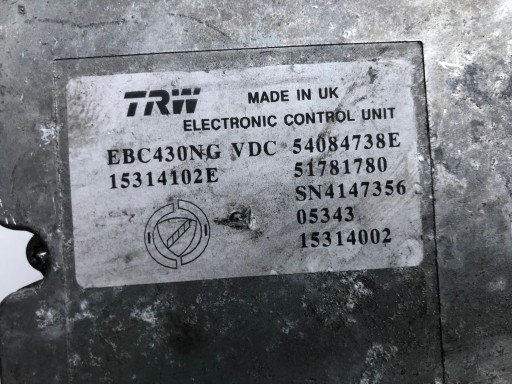 TRW MADE IN UK
ELECTRONIC CONTROL UNIT
EBC430NG VDC 54084738E
15314102E 51781780
SN4147356
05343
15314002